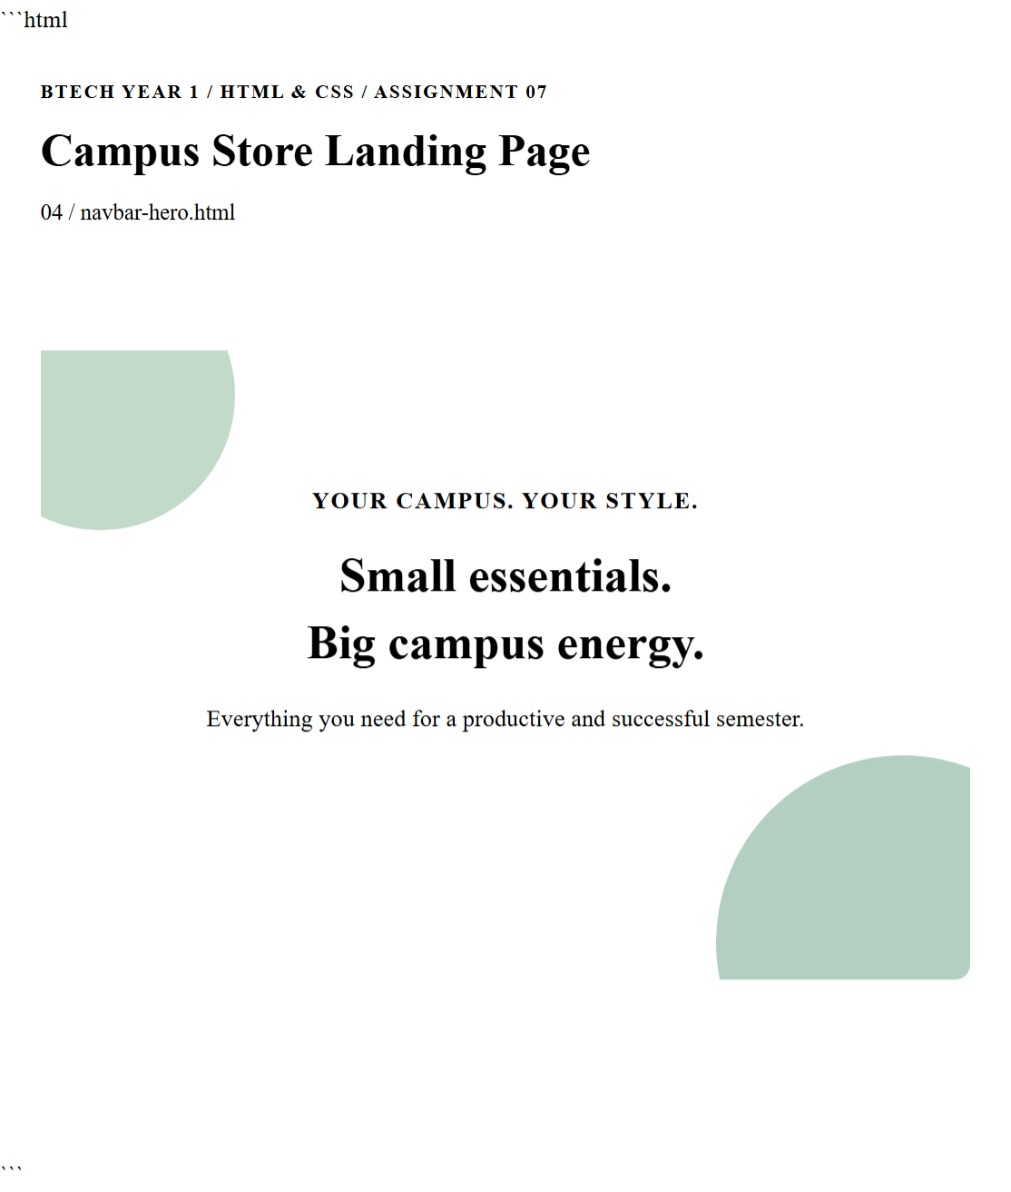 ```html
BTECH YEAR 1 / HTML & CSS / ASSIGNMENT 07
Campus Store Landing Page
04 / navbar-hero.html
YOUR CAMPUS. YOUR STYLE.
Small essentials.
Big campus energy.
Everything you need for a productive and successful semester.
```